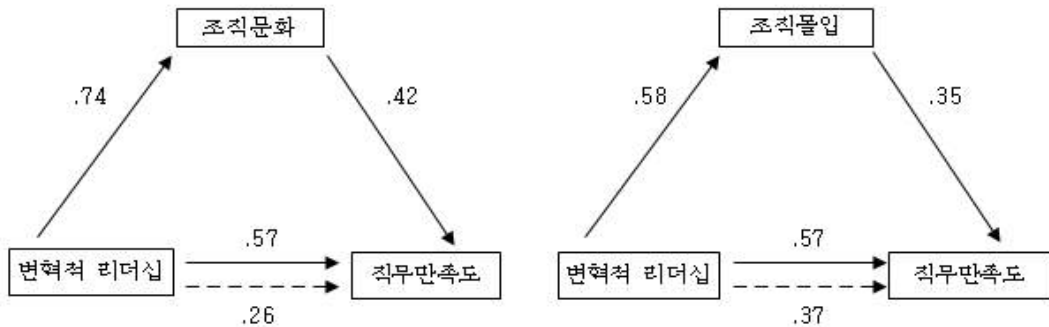 조직문화
조직몰입
.74
.42
.58
.35
.57
.57
변혁적 리더십
직무만족도
변혁적 리더십
직무만족도
.26
.37